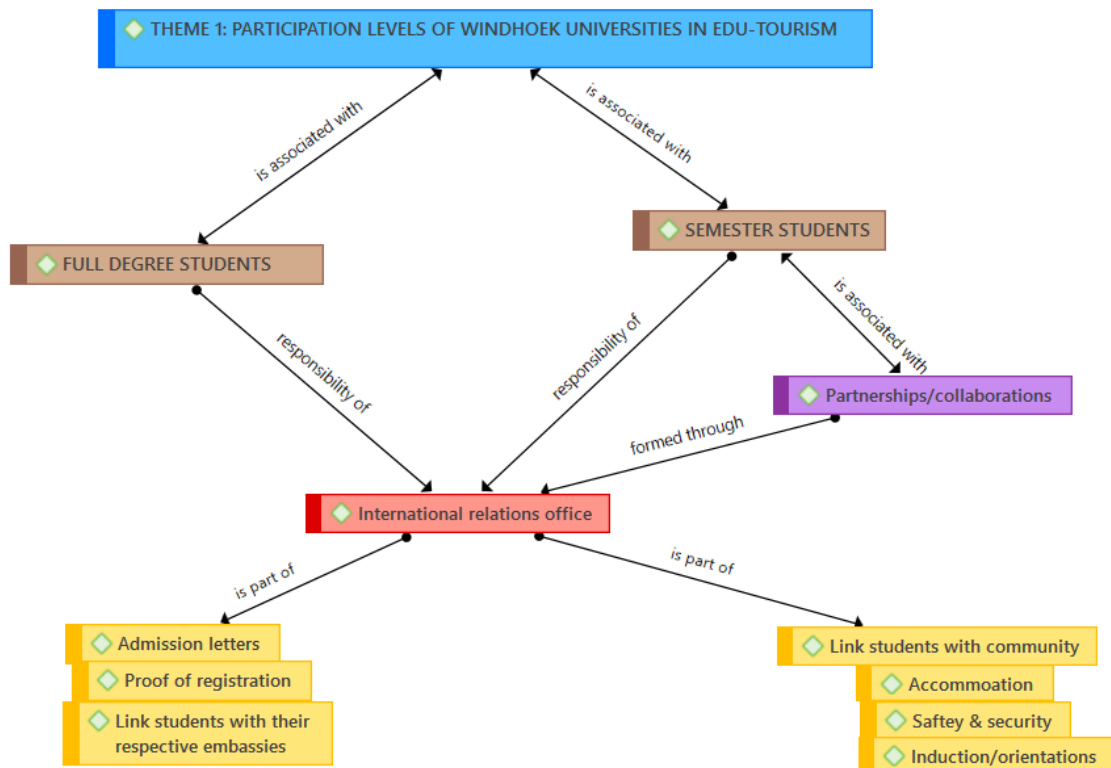 THEME 1: PARTICIPATION LEVELS OF WINDHOEK UNIVERSITIES IN EDU-TOURISM
is associated with
is associated with
SEMESTER STUDENTS
FULL DEGREE STUDENTS
is associated with
responsibility of
responsibility of
Partnerships/collaborations
formed through
International relations office
is part of
is part of
Admission letters
Proof of registration
Link students with their
respective embassies
Link students with community
Accommoation
Saftey & security
Induction/orientations